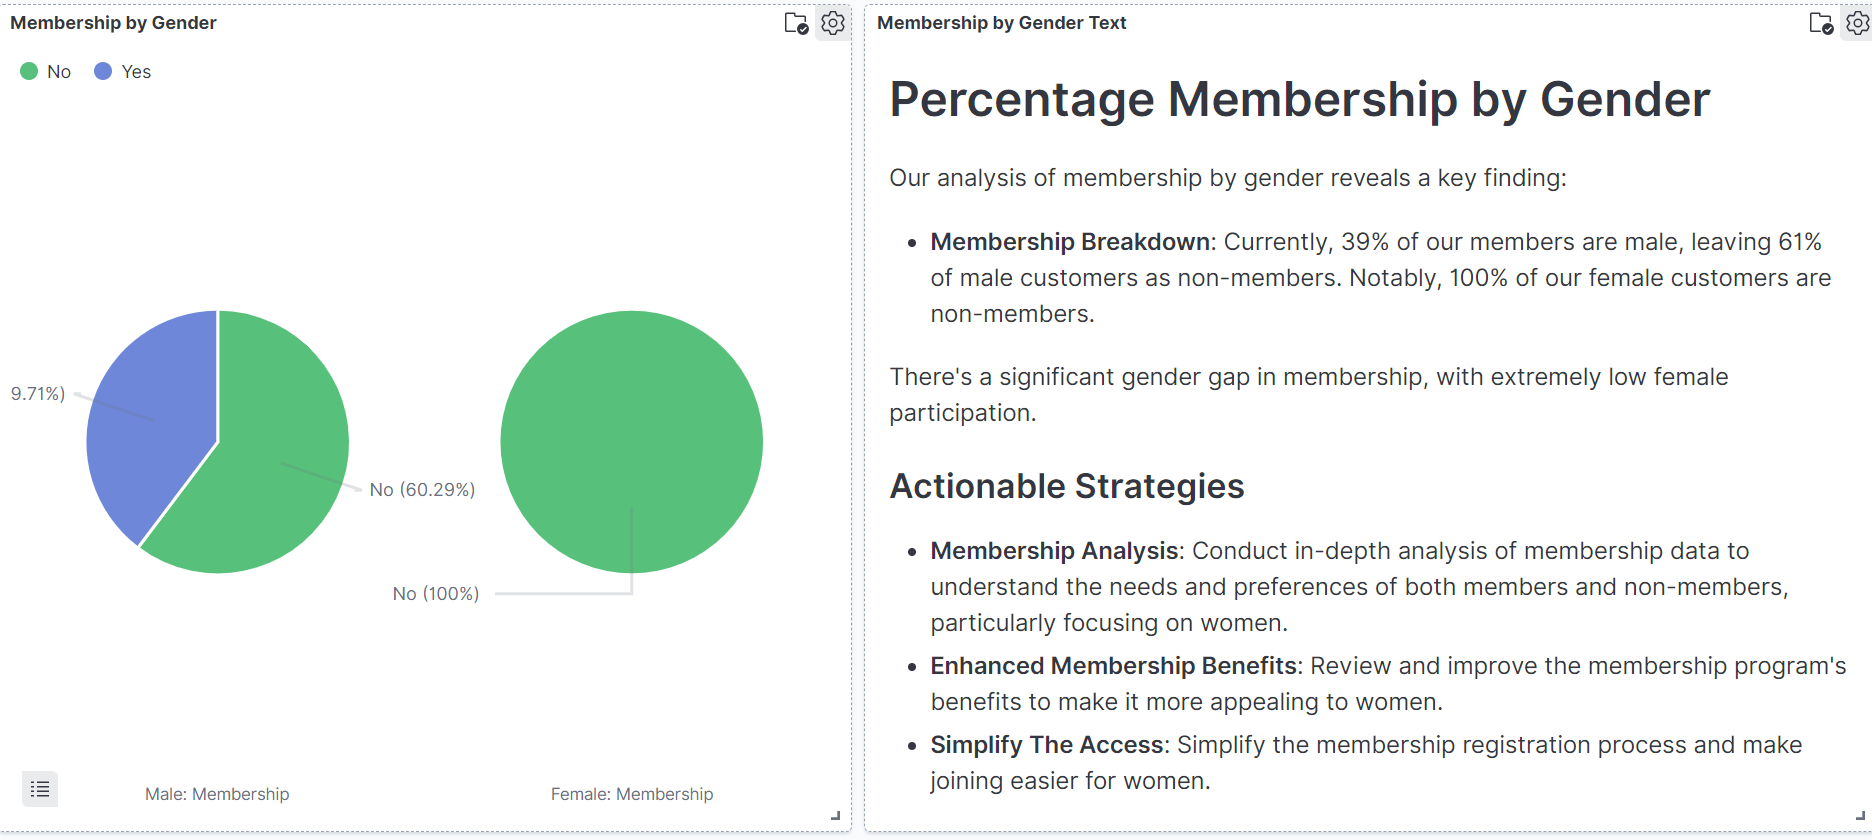 Membership by Gender
No
Yes
9.71%)
No (60.29%)
No (100%)
Male: Membership
Female: Membership
Membership by Gender Text
Percentage Membership by Gender
Our analysis of membership by gender reveals a key finding:
Membership Breakdown: Currently, 39% of our members are male, leaving 61%
of male customers as non-members. Notably, 100% of our female customers are
non-members.
There's a significant gender gap in membership, with extremely low female
participation.
Actionable Strategies
Membership Analysis: Conduct in-depth analysis of membership data to
understand the needs and preferences of both members and non-members,
particularly focusing on women.
Enhanced Membership Benefits: Review and improve the membership program's
benefits to make it more appealing to women.
Simplify The Access: Simplify the membership registration process and make
joining easier for women.